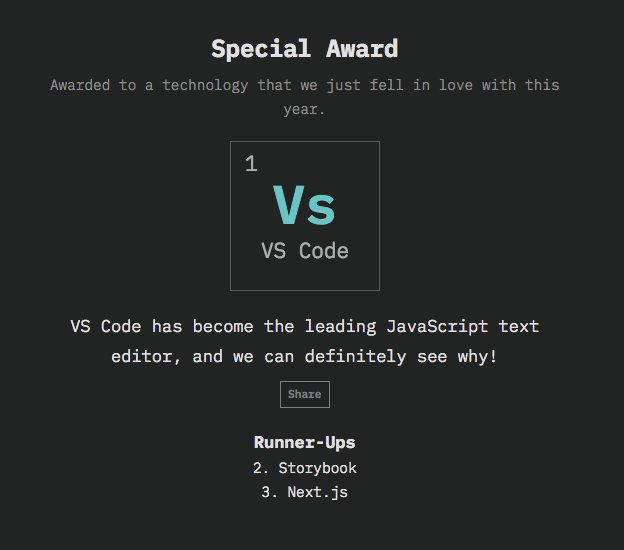 Special Award
Awarded to a technology that we just fell in love with this
year.
1
Vs
VS Code
VS Code has become the leading JavaScript text
editor, and we can definitely see why!
Share
Runner-Ups
2. Storybook
3. Next.js